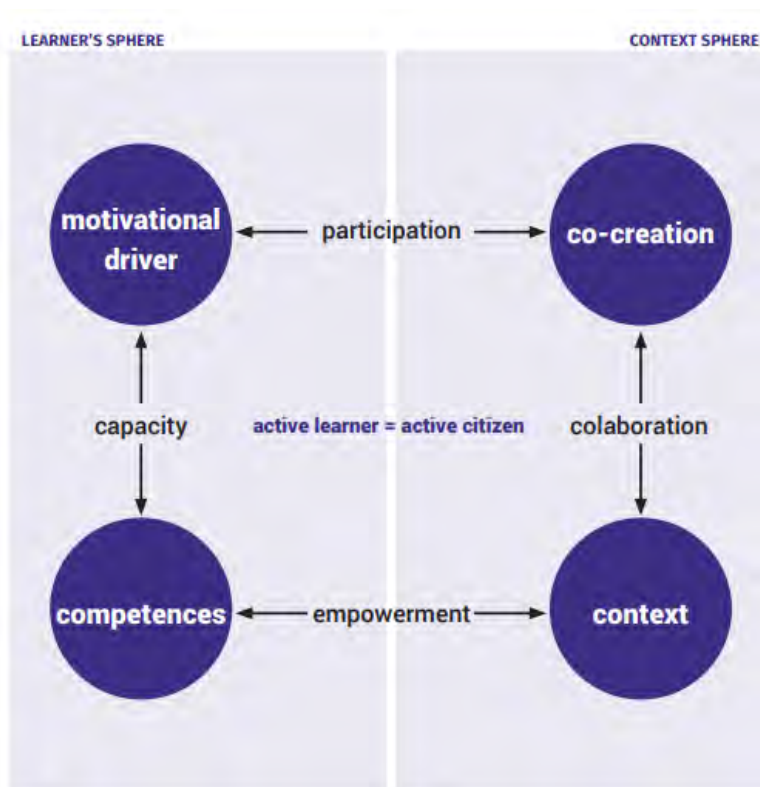 LEARNER'S SPHERE
CONTEXT SPHERE
motivational
driver
participation
co-creation
capacity
active learner = active citizen
colaboration
competences
empowerment
context